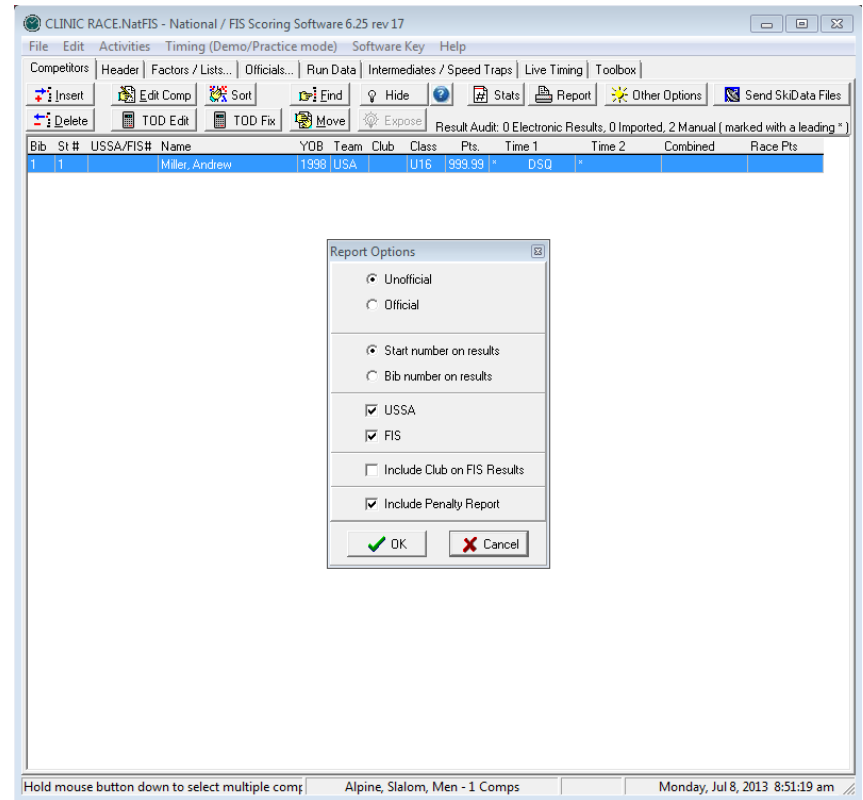 CLINIC RACE.NatFIS - National / FIS Scoring Software 6.25 rev 17
File Edit Activities Timing (Demo/Practice mode) Software Key Help
Competitors Header Factors / Lists... Officials... Run Data Intermediates / Speed Traps Live Timing Toolbox
Insert Edit Comp Sort Find Hide ? # Stats Report Other Options Send SkiData Files
Delete TOD Edit TOD Fix Move Expose Result Audit: 0 Electronic Results, 0 Imported, 2 Manual ( marked with a leading * )
Bib St # USSA/FIS# Name YOB Team Club Class Pts. Time 1 Time 2 Combined Race Pts
1 1 Miller, Andrew 1998 USA U16 999.99 * DSQ *
Report Options
Unofficial
Official
Start number on results
Bib number on results
USSA
FIS
Include Club on FIS Results
Include Penalty Report
OK Cancel
Hold mouse button down to select multiple comp Alpine, Slalom, Men - 1 Comps Monday, Jul 8, 2013 8:51:19 am